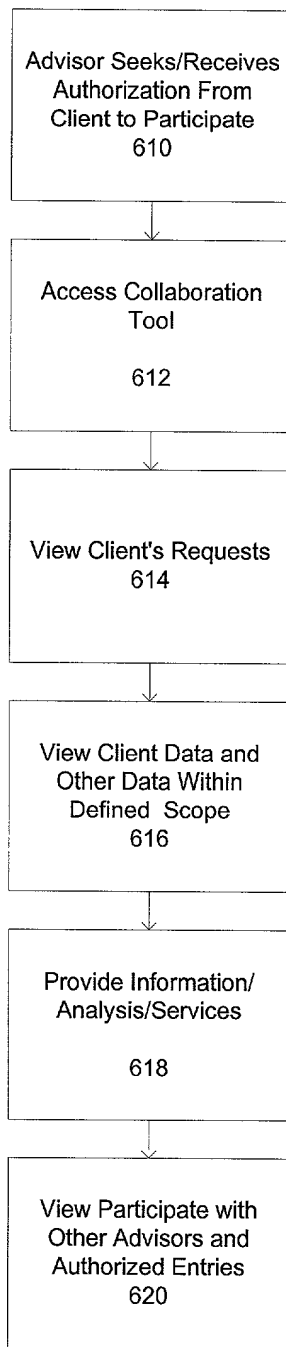 Advisor Seeks/Receives
Authorization From
Client to Participate
610
Access Collaboration
Tool
612
View Client's Requests
614
View Client Data and
Other Data Within
Defined Scope
616
Provide Information/
Analysis/Services
618
View Participate with
Other Advisors and
Authorized Entries
620